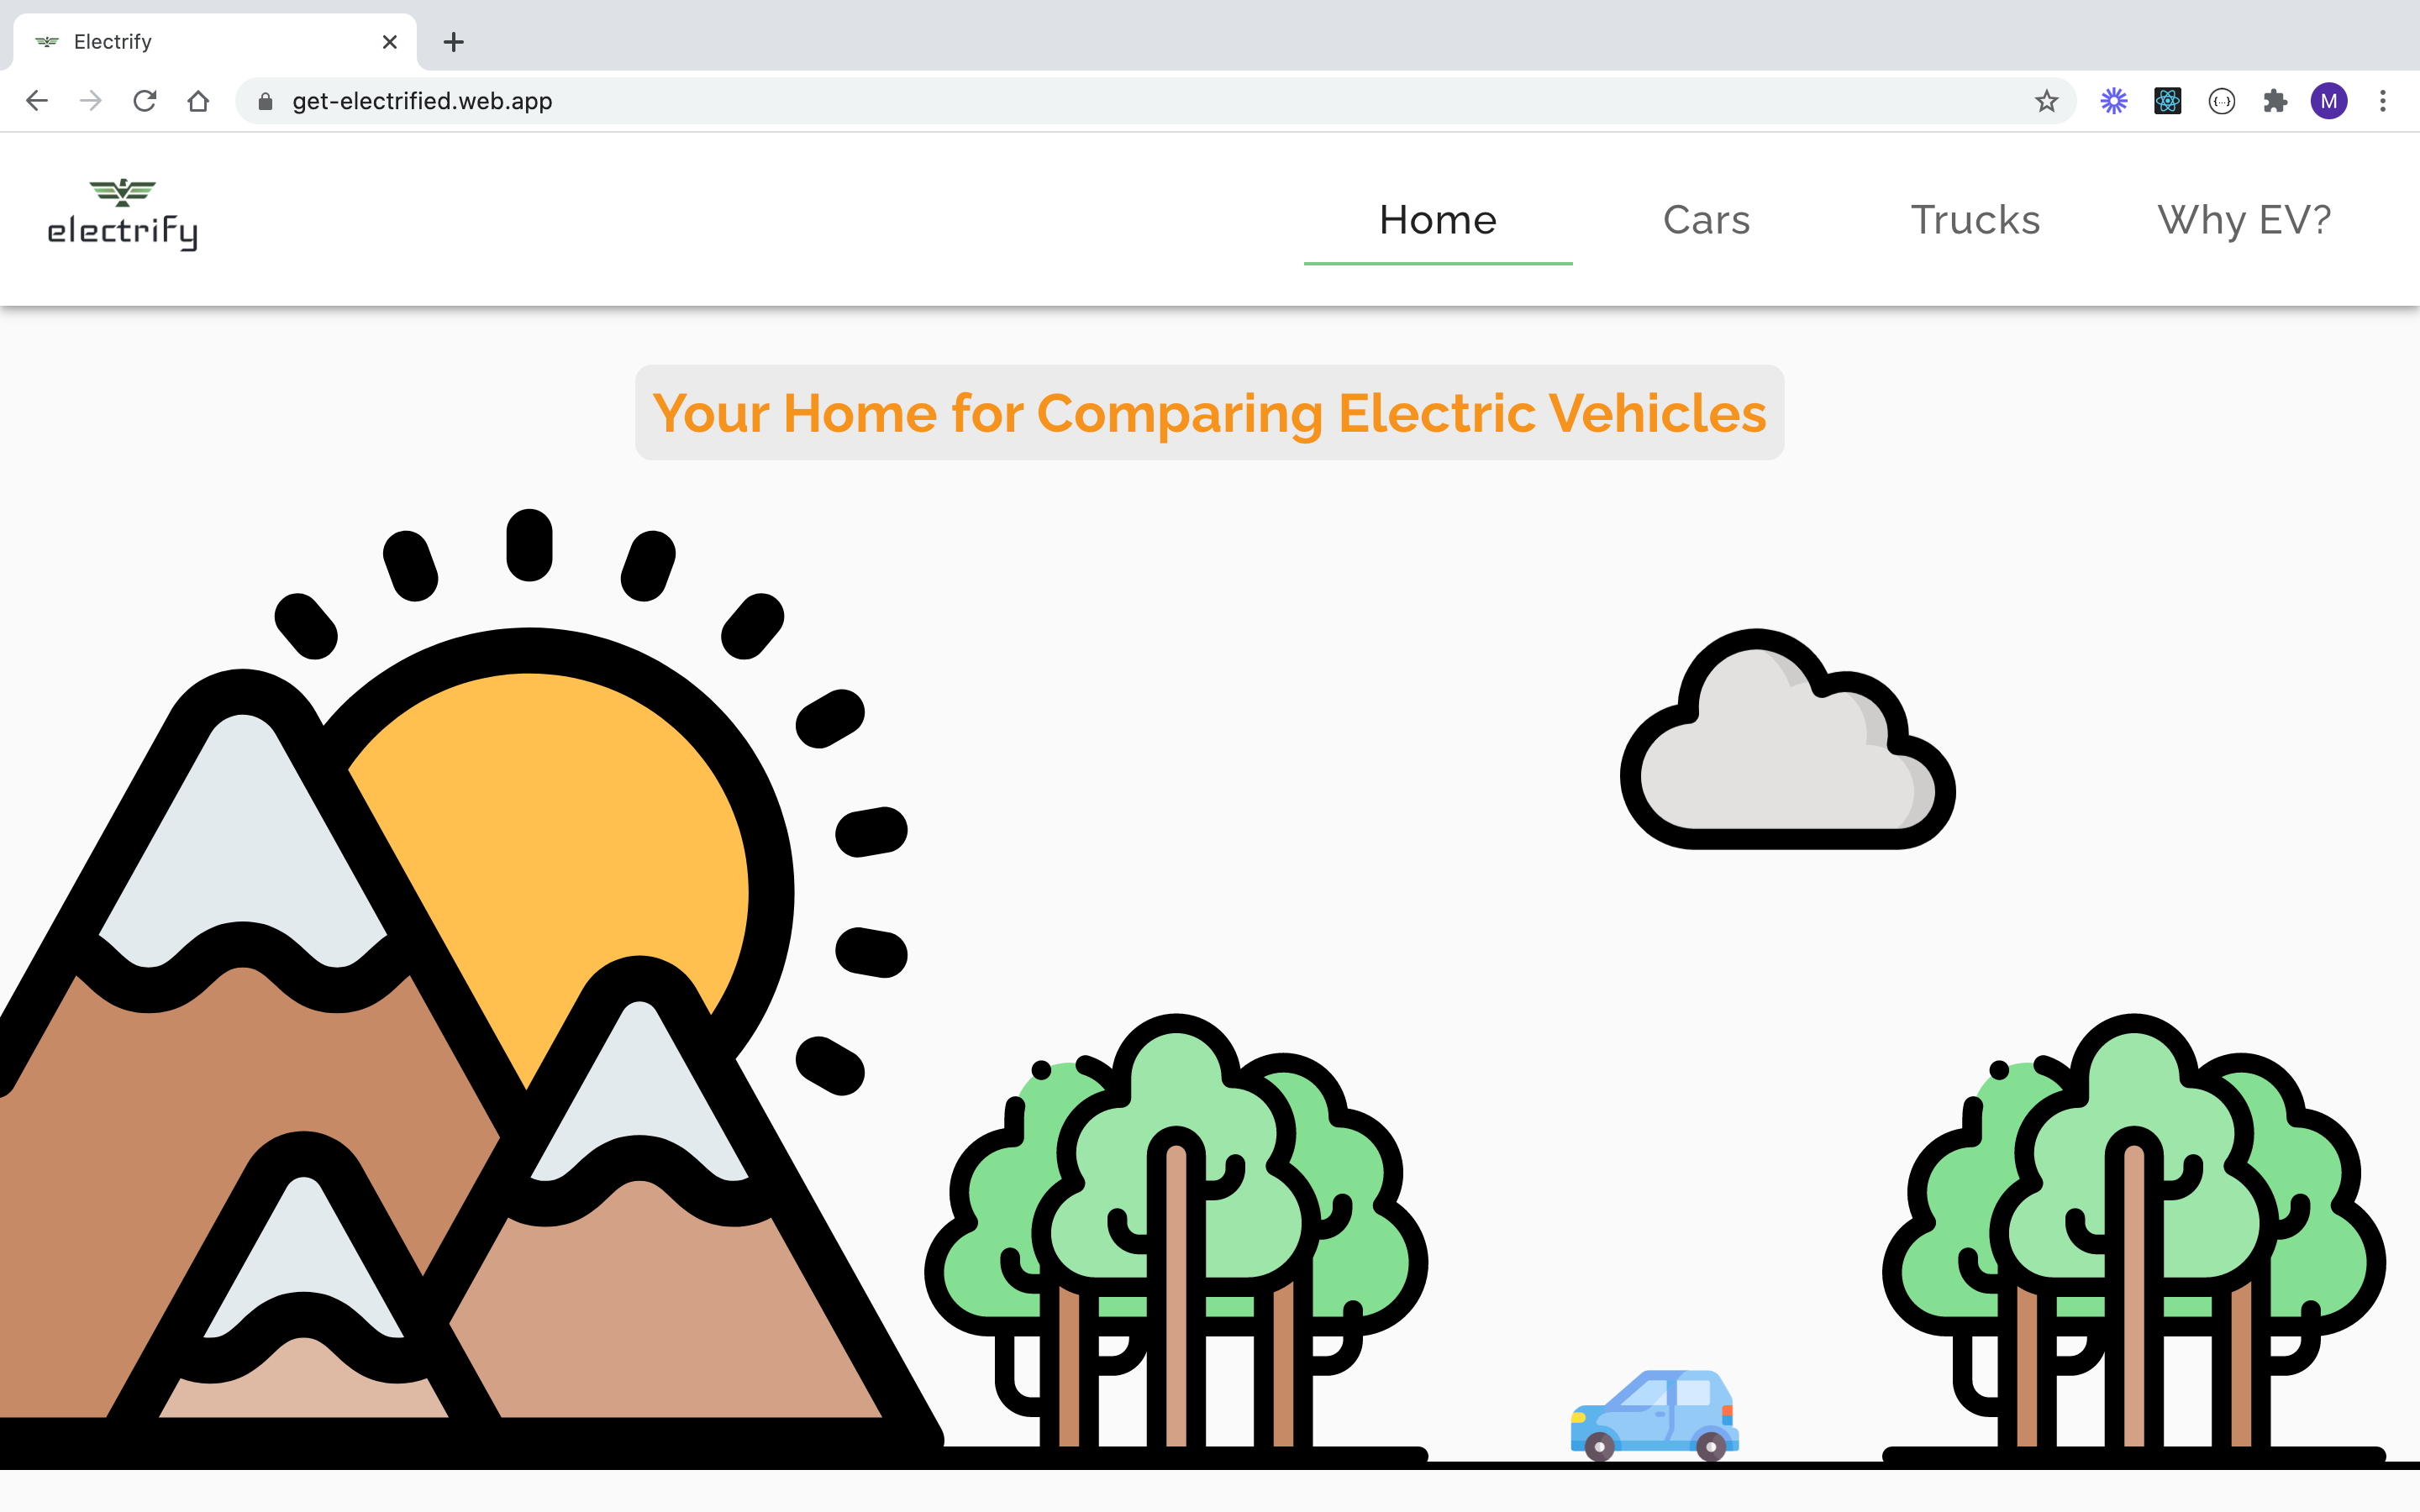 Electrify
get-electrified.web.app
M
electrify
Home Cars Trucks Why EV?
Your Home for Comparing Electric Vehicles